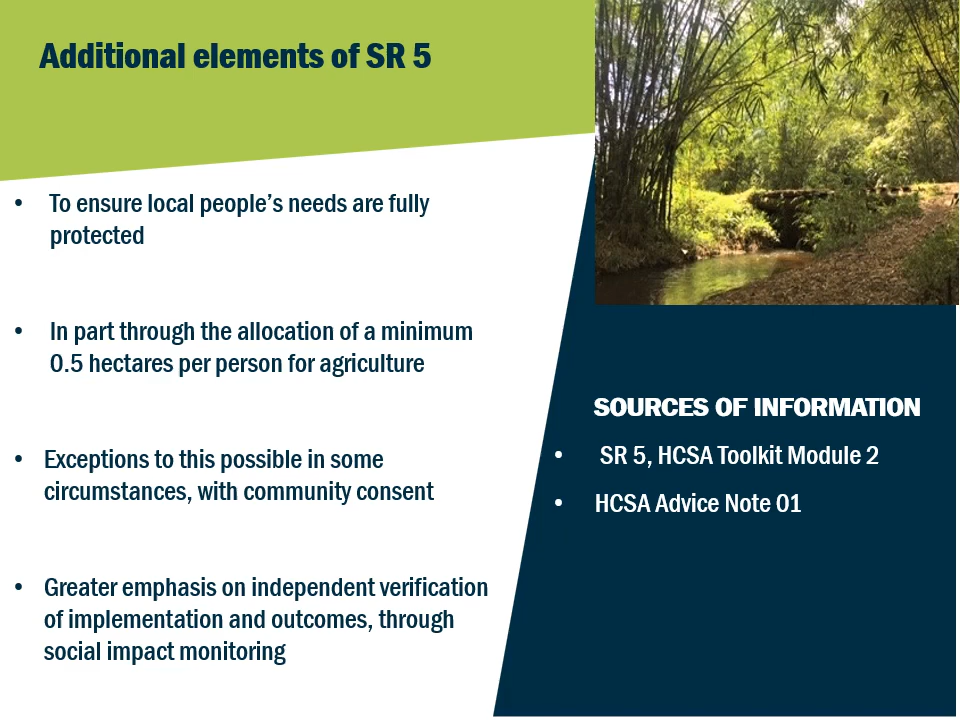 Additional elements of SR 5
• To ensure local people’s needs are fully
protected
• In part through the allocation of a minimum
0.5 hectares per person for agriculture
• Exceptions to this possible in some
circumstances, with community consent
• Greater emphasis on independent verification
of implementation and outcomes, through
social impact monitoring
SOURCES OF INFORMATION
• SR 5, HCSA Toolkit Module 2
• HCSA Advice Note 01